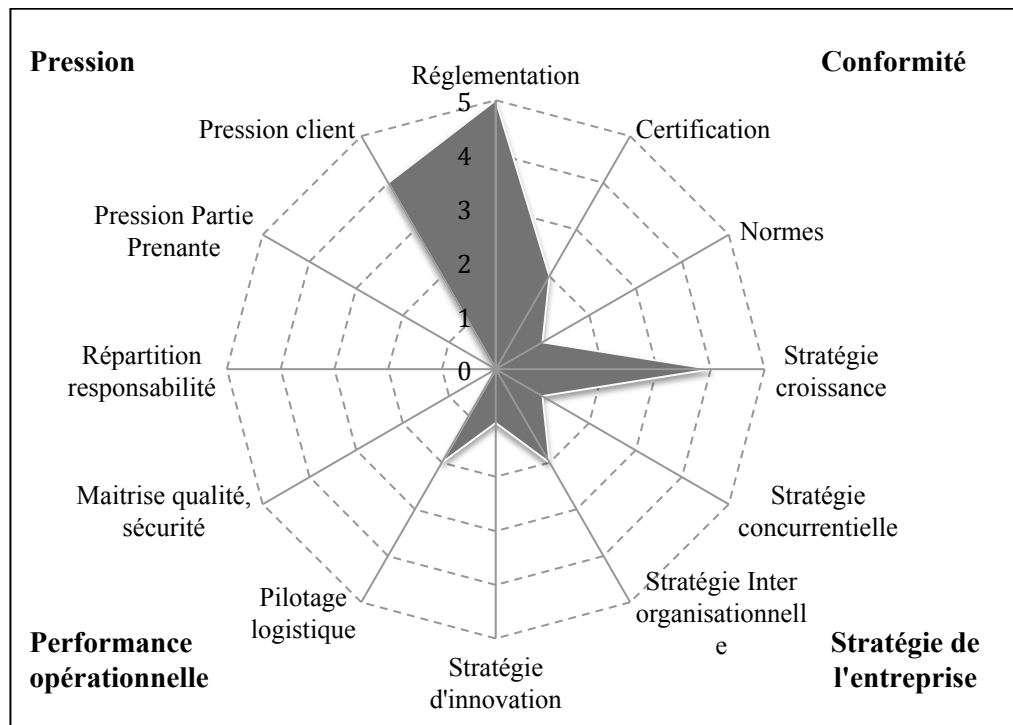 Pression
Conformité
Réglementation
Pression client
Certification
Pression Partie
Prenante
Normes
Répartition
responsabilité
Stratégie
croissance
Maitrise qualité,
sécurité
Stratégie
concurrentielle
Pilotage
logistique
Stratégie Inter
organisationnell
e
Stratégie
d'innovation
5
4
3
2
1
0
Performance
opérationnelle
Stratégie de
l'entreprise